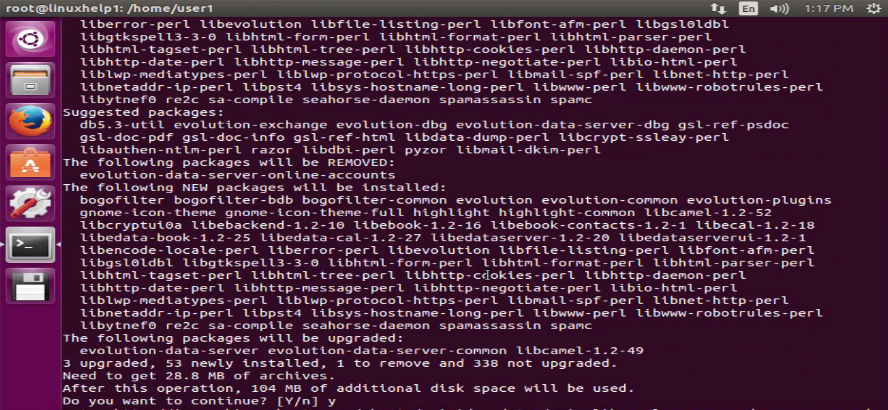 root@linuxhelp1: /home/user1
En
1:17 PM
liberror-perl libevolution libfile-listing-perl libfont-afm-perl libgsl0ldbl
libgtkspell3-3-0 libhtml-form-perl libhtml-format-perl libhtml-parser-perl
libhtml-tagset-perl libhtml-tree-perl libhttp-cookies-perl libhttp-daemon-perl
libhttp-date-perl libhttp-message-perl libhttp-negotiate-perl libio-html-perl
liblwp-mediatypes-perl liblwp-protocol-https-perl libmail-spf-perl libnet-http-perl
libnetaddr-ip-perl libpst4 libsys-hostname-long-perl libwww-perl libwww-robotrules-perl
libytnef0 re2c sa-compile seahorse-daemon spamassassin spamc
Suggested packages:
db5.3-util evolution-exchange evolution-dbg evolution-data-server-dbg gsl-ref-psdoc
gsl-doc-pdf gsl-doc-info gsl-ref-html libdata-dump-perl libcrypt-ssleay-perl
libauthen-ntlm-perl razor libdbi-perl pyzor libmail-dkim-perl
The following packages will be REMOVED:
evolution-data-server-online-accounts
The following NEW packages will be installed:
bogofilter bogofilter-bdb bogofilter-common evolution evolution-common evolution-plugins
gnome-icon-theme gnome-icon-theme-full highlight highlight-common libcamel-1.2-52
libcryptui0a libebackend-1.2-10 libebook-1.2-16 libebook-contacts-1.2-1 libecal-1.2-18
libedata-book-1.2-25 libedata-cal-1.2-27 libedataserver-1.2-20 libedataserverui-1.2-1
libencode-locale-perl liberror-perl libevolution libfile-listing-perl libfont-afm-perl
libgsl0ldbl libgtkspell3-3-0 libhtml-form-perl libhtml-format-perl libhtml-parser-perl
libhtml-tagset-perl libhtml-tree-perl libhttp-cookies-perl libhttp-daemon-perl
libhttp-date-perl libhttp-message-perl libhttp-negotiate-perl libio-html-perl
liblwp-mediatypes-perl liblwp-protocol-https-perl libmail-spf-perl libnet-http-perl
libnetaddr-ip-perl libpst4 libsys-hostname-long-perl libwww-perl libwww-robotrules-perl
libytnef0 re2c sa-compile seahorse-daemon spamassassin spamc
The following packages will be upgraded:
evolution-data-server evolution-data-server-common libcamel-1.2-49
3 upgraded, 53 newly installed, 1 to remove and 338 not upgraded.
Need to get 28.8 MB of archives.
After this operation, 104 MB of additional disk space will be used.
Do you want to continue? [Y/n] y